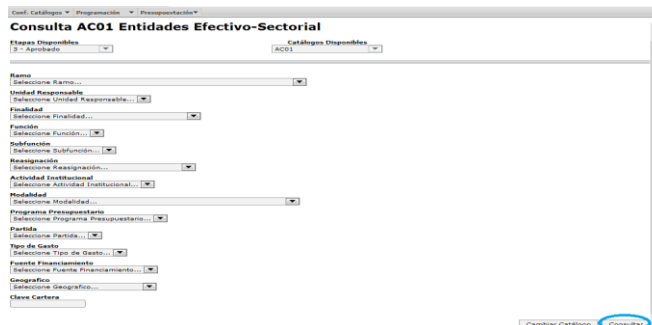 Conf. Catálogos Programación Presupuestación
Consulta AC01 Entidades Efectivo-Sectorial
Etapas Disponibles Catálogos Disponibles
3 - Aprobado AC01
Ramo
Seleccione Ramo...
Unidad Responsable
Seleccione Unidad Responsable...
Finalidad
Seleccione Finalidad...
Función
Seleccione Función...
Subfunción
Seleccione Subfunción...
Reasignación
Seleccione Reasignación...
Actividad Institucional
Seleccione Actividad Institucional...
Modalidad
Seleccione Modalidad...
Programa Presupuestario
Seleccione Programa Presupuestario...
Partida
Seleccione Partida...
Tipo de Gasto
Seleccione Tipo de Gasto...
Fuente Financiamiento
Seleccione Fuente Financiamiento...
Geografico
Seleccione Geografico...
Clave Cartera
Cambiar Catálogo Consultar